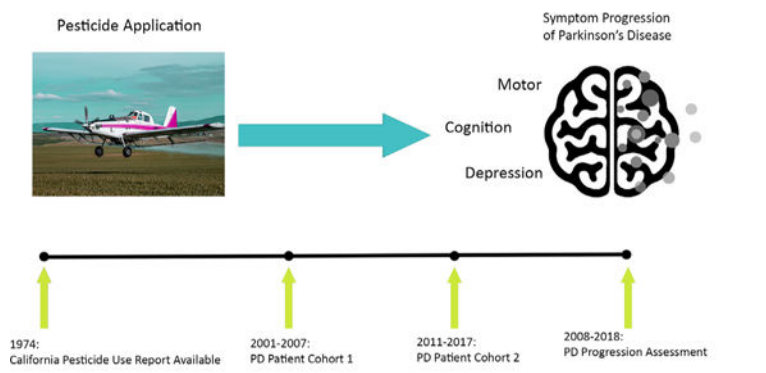 Pesticide Application
Symptom Progression
of Parkinson's Disease
Motor
Cognition
Depression
1974:
California Pesticide Use Report Available
2001-2007:
PD Patient Cohort 1
2011-2017:
PD Patient Cohort 2
2008-2018:
PD Progression Assessment